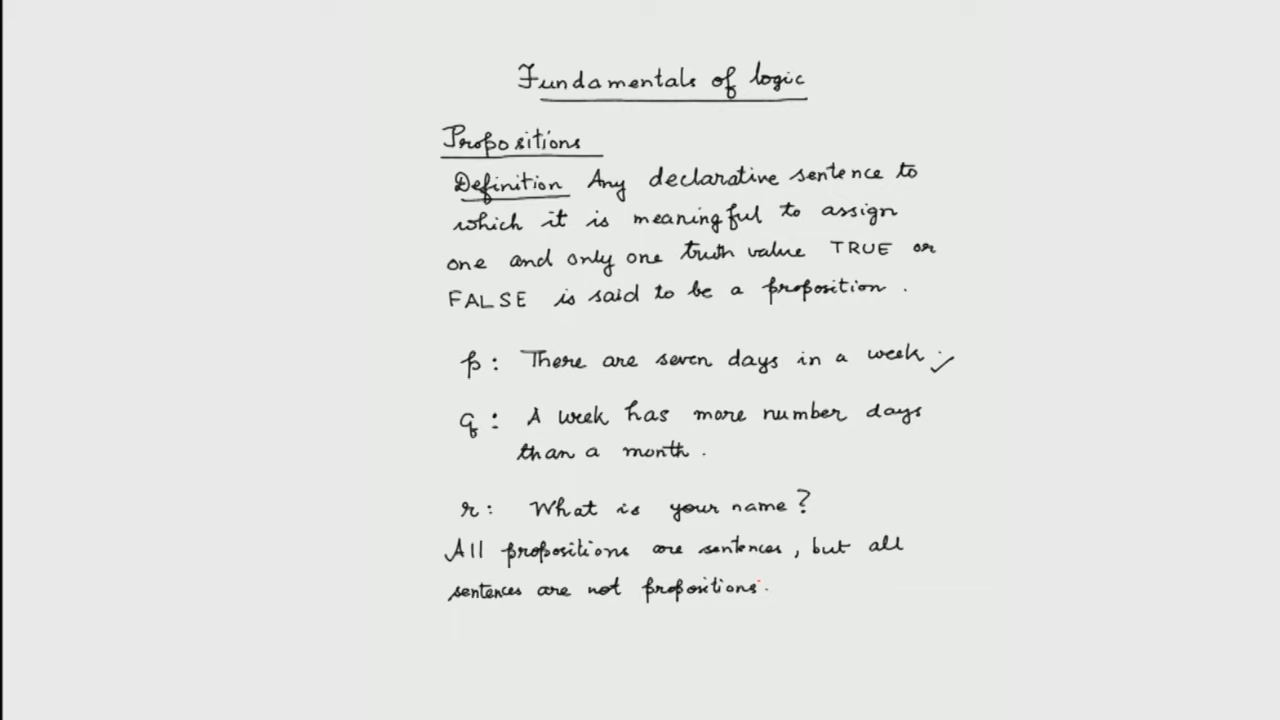 Fundamentals of logic
Propositions
Definition Any declarative sentence to
which it is meaningful to assign
one and only one truth value TRUE or
FALSE is said to be a proposition.
p: There are seven days in a week.
q: A week has more number days
than a month.
r: What is your name?
All propositions are sentences, but all
sentences are not propositions.